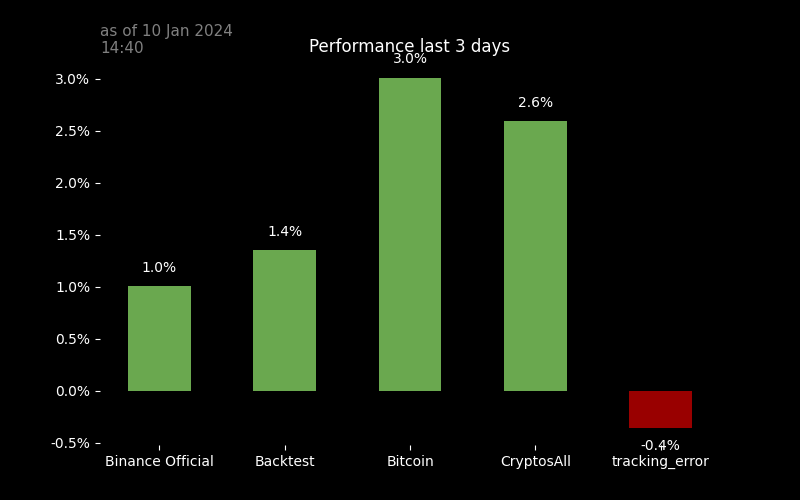 as of 10 Jan 2024
14:40
Performance last 3 days
3.0%
3.0%
2.6%
2.5%
2.0%
1.5%
1.4%
1.0%
1.0%
0.5%
0.0%
-0.5%
-0.4%
Binance Official
Backtest
Bitcoin
CryptosAll
tracking_error